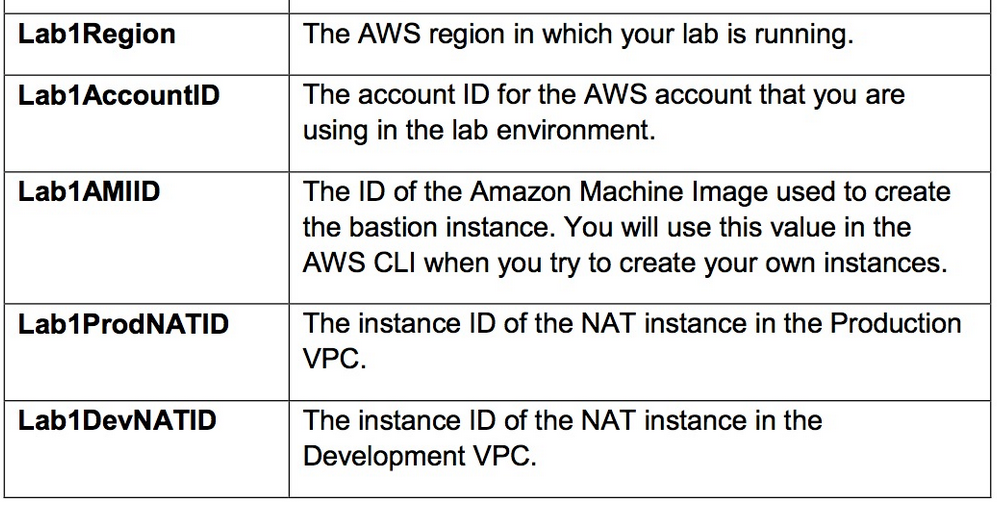 Lab1Region The AWS region in which your lab is running.
Lab1AccountID The account ID for the AWS account that you are
using in the lab environment.
Lab1AMIID The ID of the Amazon Machine Image used to create
the bastion instance. You will use this value in the
AWS CLI when you try to create your own instances.
Lab1ProdNATID The instance ID of the NAT instance in the Production
VPC.
Lab1DevNATID The instance ID of the NAT instance in the
Development VPC.